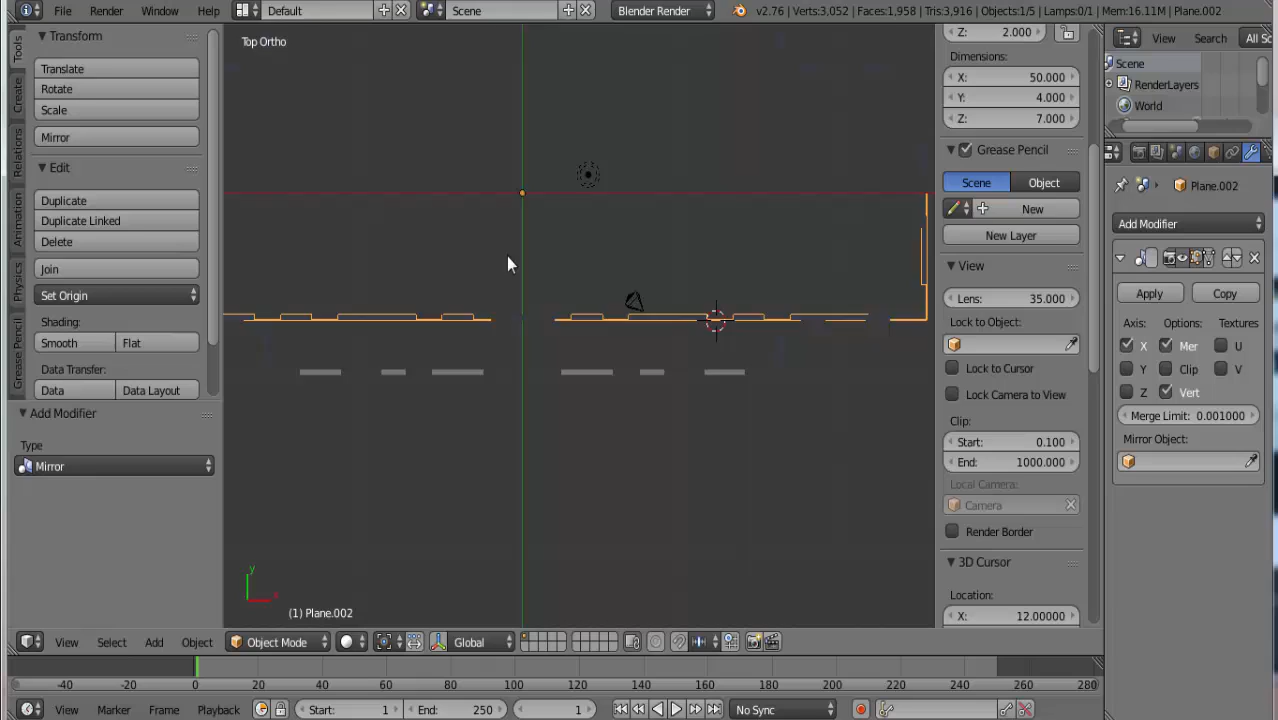 File Render Window Help Default Scene Blender Render v2.76 | Verts:3,052 | Faces:1,958 | Tris:3,916 | Objects:1/5 | Lamps:0/1 | Mem:16.11M | Plane.002
Tools
Create
Relations
Animation
Physics
Grease Pencil
Transform
Translate
Rotate
Scale
Mirror
Edit
Duplicate
Duplicate Linked
Delete
Join
Set Origin
Shading:
Smooth Flat
Data Transfer:
Data Data Layout
Add Modifier
Type
Mirror
Top Ortho
y
x
(1) Plane.002
Z: 2.000
Dimensions:
X: 50.000
Y: 4.000
Z: 7.000
Grease Pencil
Scene Object
New
New Layer
View
Lens: 35.000
Lock to Object:
Lock to Cursor
Lock Camera to View
Clip:
Start: 0.100
End: 1000.000
Local Camera:
Camera
Render Border
3D Cursor
Location:
X: 12.00000
View Search All Sc
Scene
RenderLayers
World
Plane.002
Add Modifier
Apply Copy
Axis: Options: Textures
X Mer U
Y Clip V
Z Vert
Merge Limit: 0.001000
Mirror Object:
View Select Add Object Object Mode Global
-40 -20 0 20 40 60 80 100 120 140 160 180 200 220 240 260 280
View Marker Frame Playback Start: 1 End: 250 1 No Sync